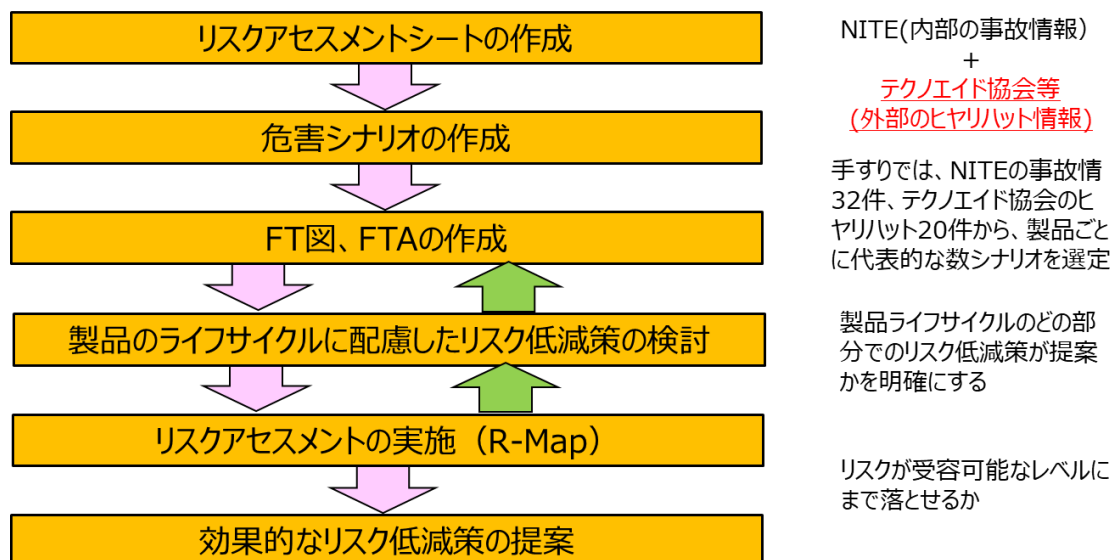 リスクアセスメントシートの作成
NITE(内部の事故情報）
+
テクノエイド協会等
(外部のヒヤリハット情報)
危害シナリオの作成
手すりでは、NITEの事故情
32件、テクノエイド協会のヒ
ヤリハット20件から、製品ごと
に代表的な数シナリオを選定
FT図、FTAの作成
製品のライフサイクルに配慮したリスク低減策の検討
製品ライフサイクルのどの部
分でのリスク低減策が提案
かを明確にする
リスクアセスメントの実施（R-Map）
リスクが受容可能なレベルに
まで落とせるか
効果的なリスク低減策の提案